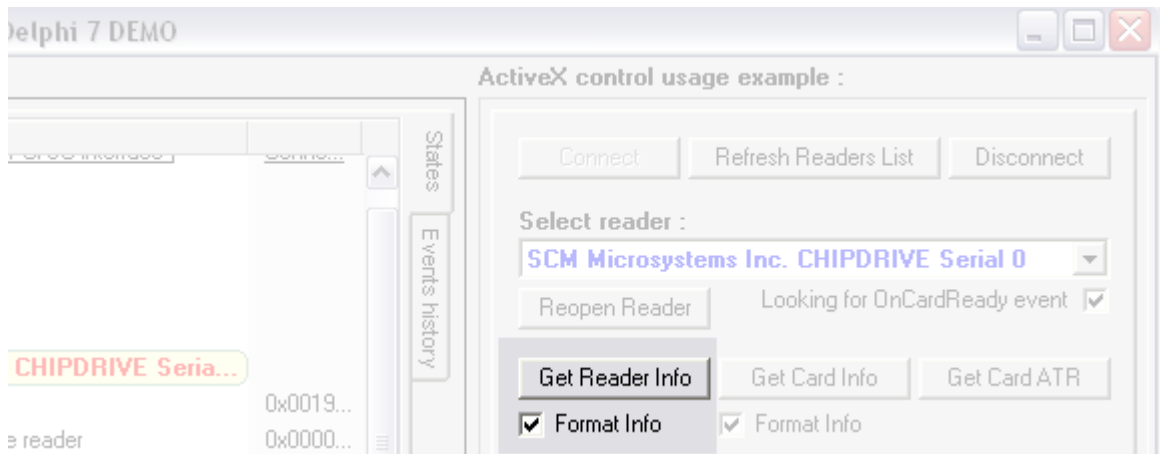 Delphi 7 DEMO
ActiveX control usage example :
States
Connect
Refresh Readers List
Disconnect
Select reader :
SCM Microsystems Inc. CHIPDRIVE Serial 0
Events history
Reopen Reader
Looking for OnCardReady event
CHIPDRIVE Seria...
Get Reader Info
Get Card Info
Get Card ATR
0x0019...
Format Info
Format Info
e reader
0x0000...